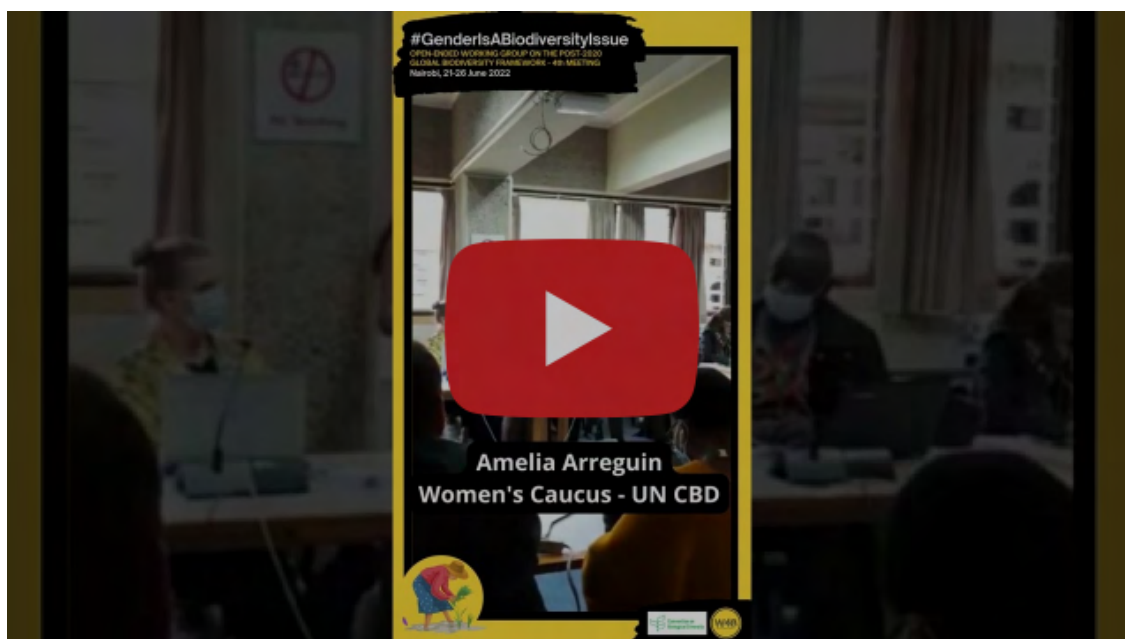 #GenderIsABiodiversityIssue
OPEN-ENDED WORKING GROUP ON THE POST-2020
GLOBAL BIODIVERSITY FRAMEWORK - 4th MEETING
Nairobi, 21-26 June 2022
Amelia Arreguin
Women's Caucus - UN CBD
W4B